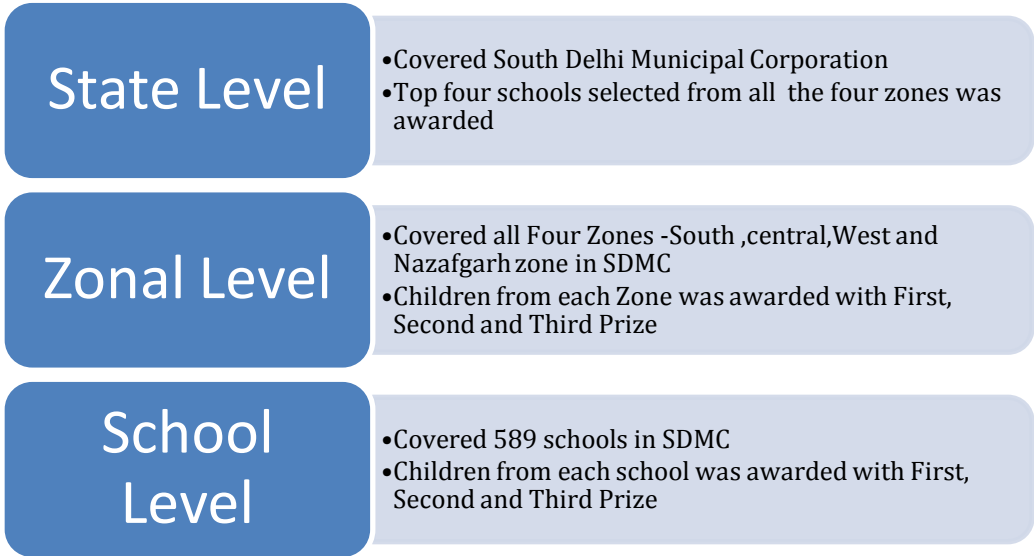 State Level
•Covered South Delhi Municipal Corporation
•Top four schools selected from all the four zones was
awarded
Zonal Level
•Covered all Four Zones -South ,central,West and
Nazafgarh zone in SDMC
•Children from each Zone was awarded with First,
Second and Third Prize
School
Level
•Covered 589 schools in SDMC
•Children from each school was awarded with First,
Second and Third Prize